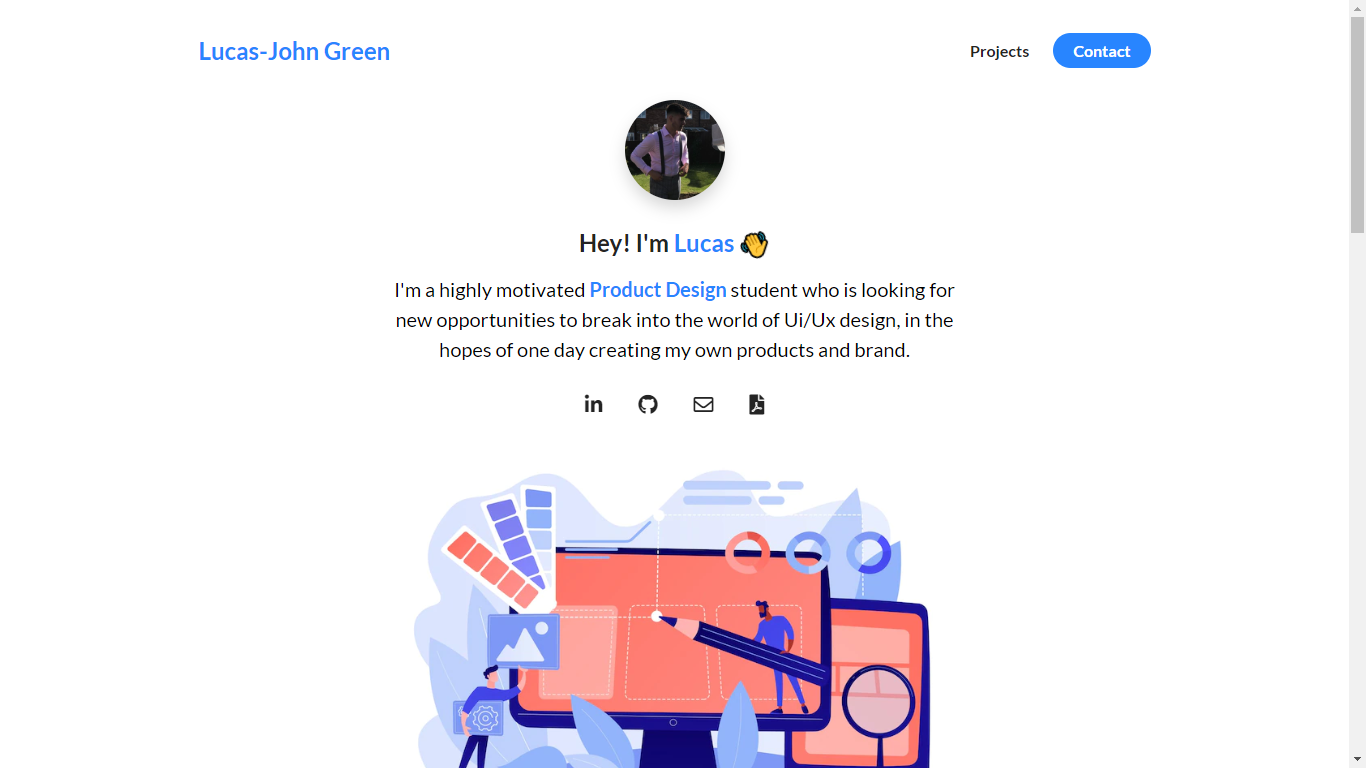 Lucas-John Green
Projects
Contact
Hey! I'm Lucas 👋
I'm a highly motivated Product Design student who is looking for
new opportunities to break into the world of Ui/Ux design, in the
hopes of one day creating my own products and brand.
in